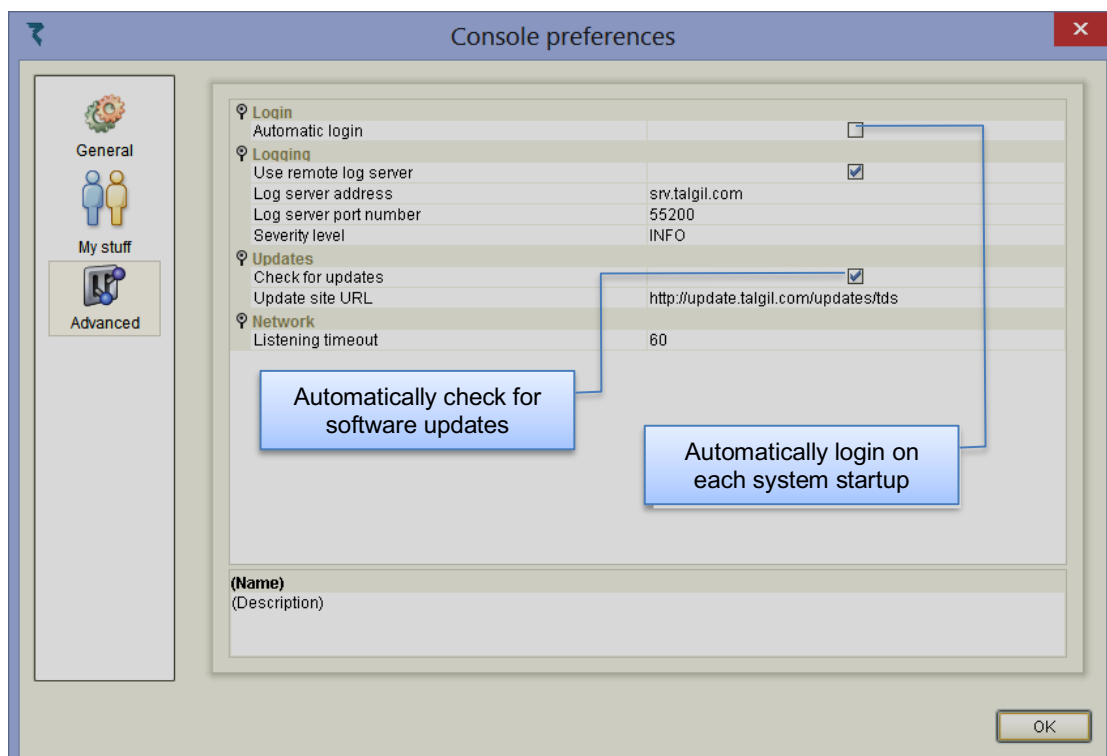 Console preferences
General
My stuff
Advanced
Login
Automatic login
Logging
Use remote log server
Log server address srv.talgil.com
Log server port number 55200
Severity level INFO
Updates
Check for updates
Update site URL http://update.talgil.com/updates/tds
Network
Listening timeout 60
Automatically check for
software updates
Automatically login on
each system startup
(Name)
(Description)
OK